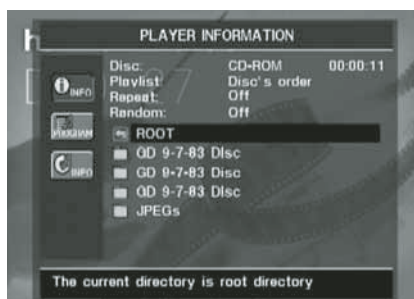 PLAYER INFORMATION
Disc: CD-ROM 00:00:11
Playlist: Disc's order
Repeat: Off
Random: Off
INFO
PROGRAM
INFO
ROOT
GD 9-7-83 DIsc
GD 9-7-83 Disc
GD 9-7-83 DIsc
JPEGs
The current directory is root directory